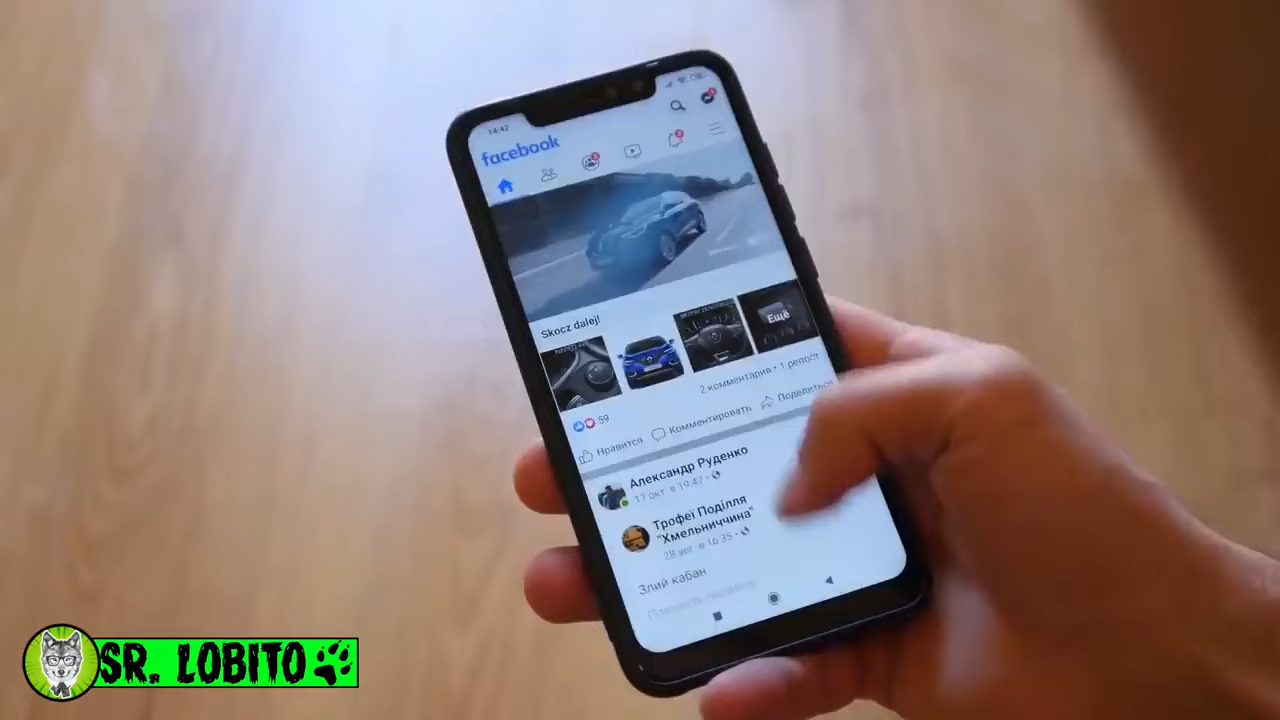 14:42
facebook
Skocz dalej!
Ещё
59
2 комментария • 1 репост
Нравится
Комментировать
Поделиться
Александр Руденко
17 окт в 19:47 •
Трофеї Поділля
"Хмельниччина"
28 авг в 16:35 •
Злий кабан
SR. LOBITO